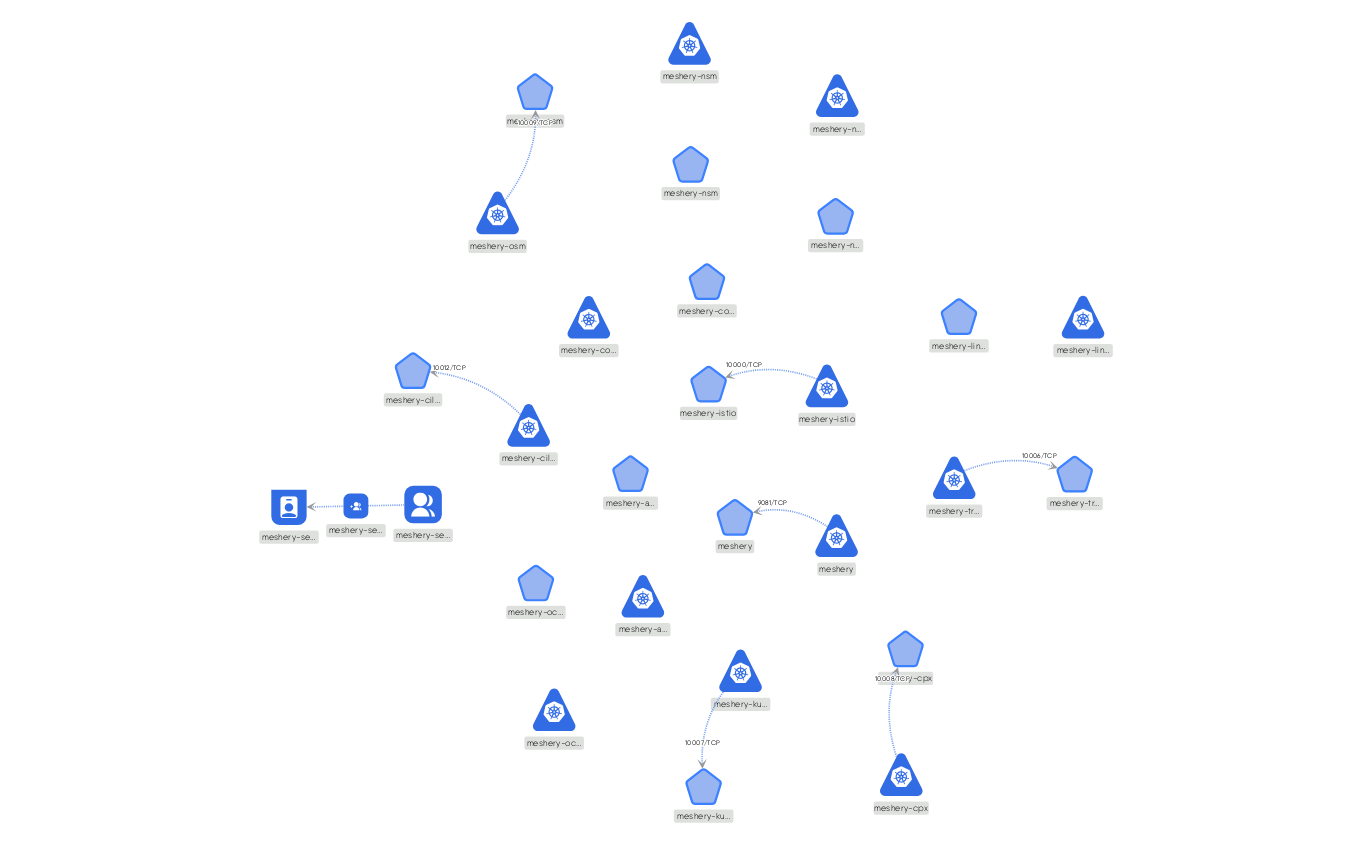 meshery-nsm
10009/TCP
meshery-n...
meshery-nsm
meshery-osm
meshery-n...
meshery-co...
meshery-co...
meshery-lin...
meshery-lin...
10012/TCP
10000/TCP
meshery-cil...
meshery-istio
meshery-istio
meshery-cil...
10006/TCP
meshery-a...
meshery-tr...
meshery-tr...
9081/TCP
meshery-se...
meshery-se...
meshery-se...
meshery
meshery
meshery-oc...
meshery-a...
10008/TCP
y-cpx
meshery-ku...
meshery-oc...
10007/TCP
meshery-ku...
meshery-cpx